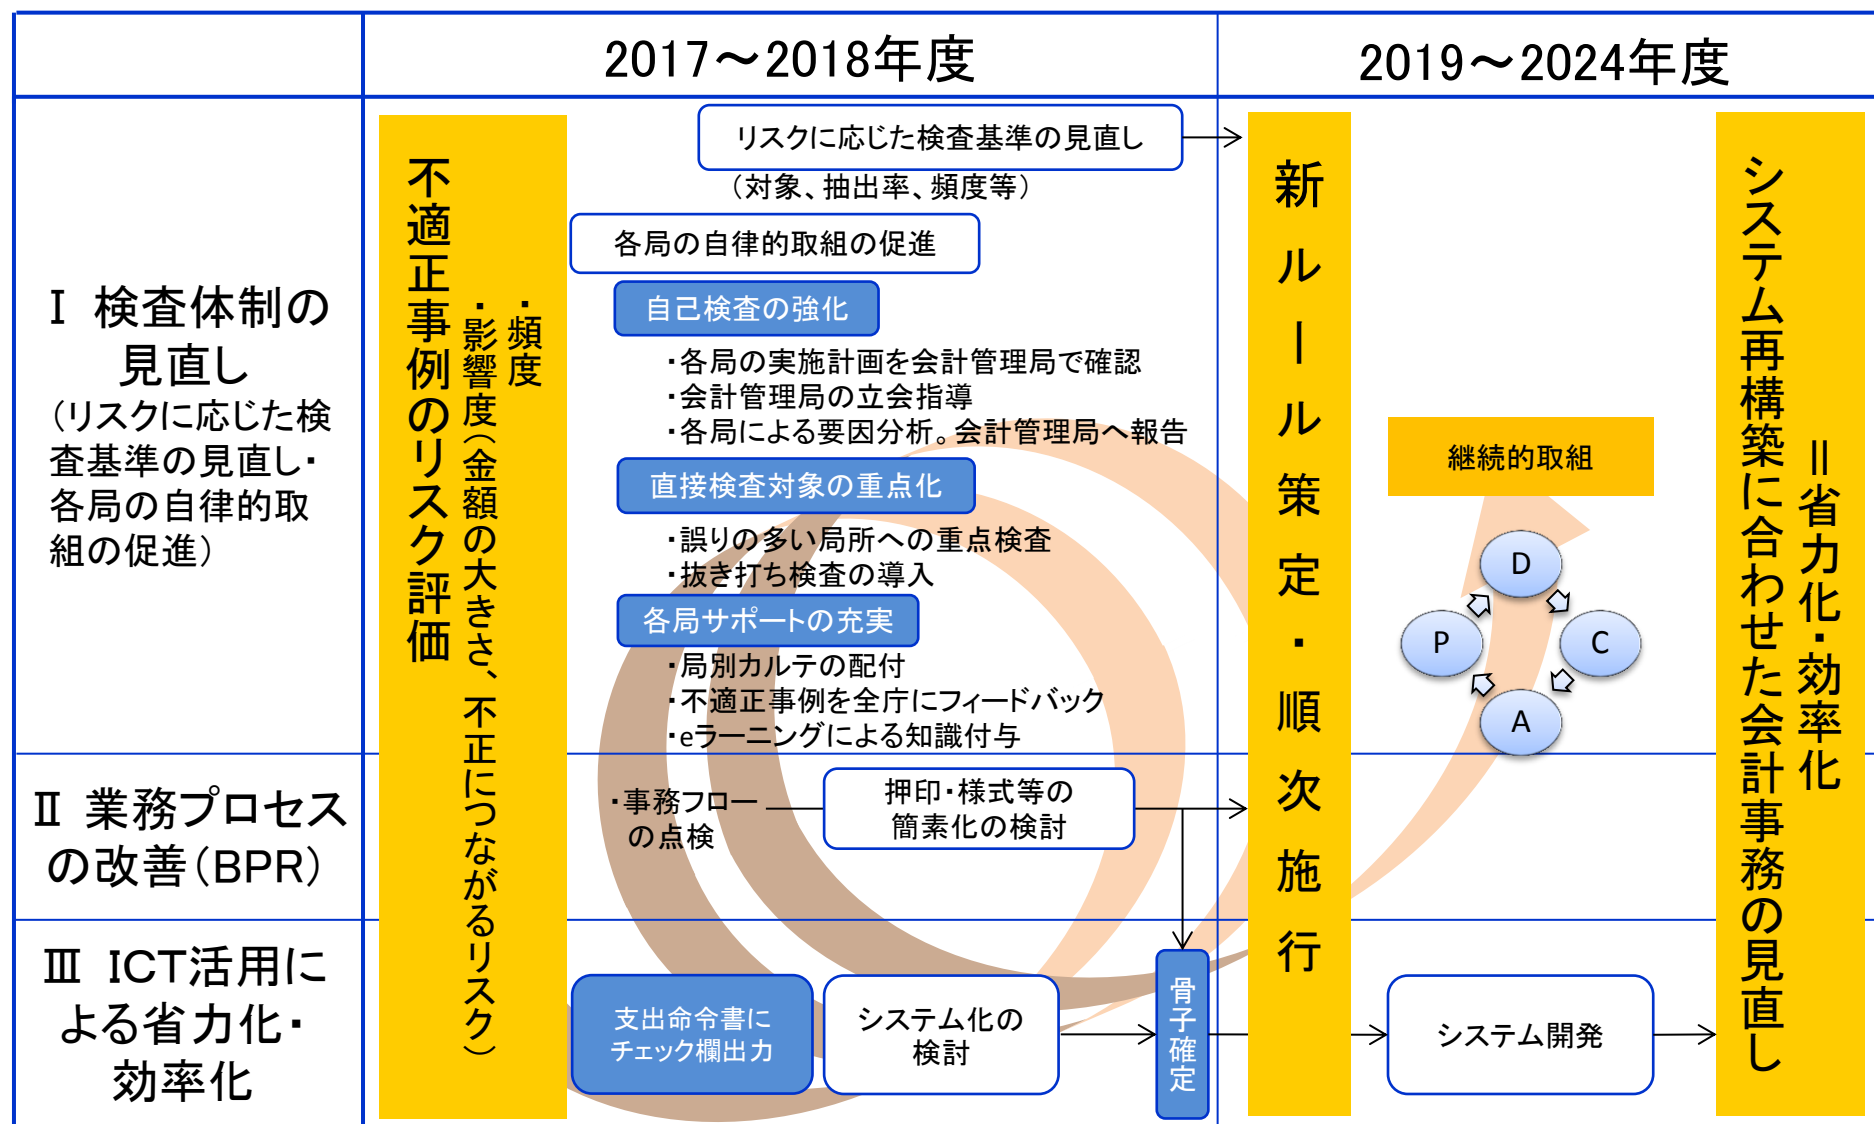 2017～2018年度
2019～2024年度
Ⅰ 検査体制の
見直し
（リスクに応じた検
査基準の見直し・
各局の自律的取
組の促進）
不適正事例のリスク評価
・頻度
・影響度（金額の大きさ、不正につながるリスク）
リスクに応じた検査基準の見直し
（対象、抽出率、頻度等）
各局の自律的取組の促進
自己検査の強化
・各局の実施計画を会計管理局で確認
・会計管理局の立会指導
・各局による要因分析。会計管理局へ報告
直接検査対象の重点化
・誤りの多い局所への重点検査
・抜き打ち検査の導入
各局サポートの充実
・局別カルテの配付
・不適正事例を全庁にフィードバック
・eラーニングによる知識付与
新ルール策定・順次施行
継続的取組
D
P
C
A
システム再構築に合わせた会計事務の見直し
＝省力化・効率化
Ⅱ 業務プロセス
の改善（BPR）
・事務フロー
の点検
押印・様式等の
簡素化の検討
Ⅲ ICT活用に
よる省力化・
効率化
支出命令書に
チェック欄出力
システム化の
検討
骨子確定
システム開発